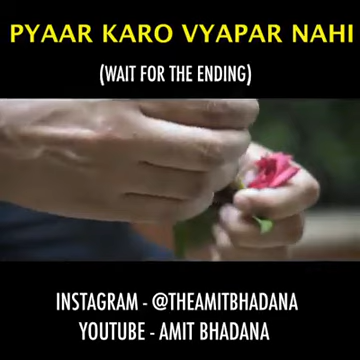 PYAAR KARO VYAPAR NAHI
(WAIT FOR THE ENDING)
INSTAGRAM - @THEAMITBHADANA
YOUTUBE - AMIT BHADANA